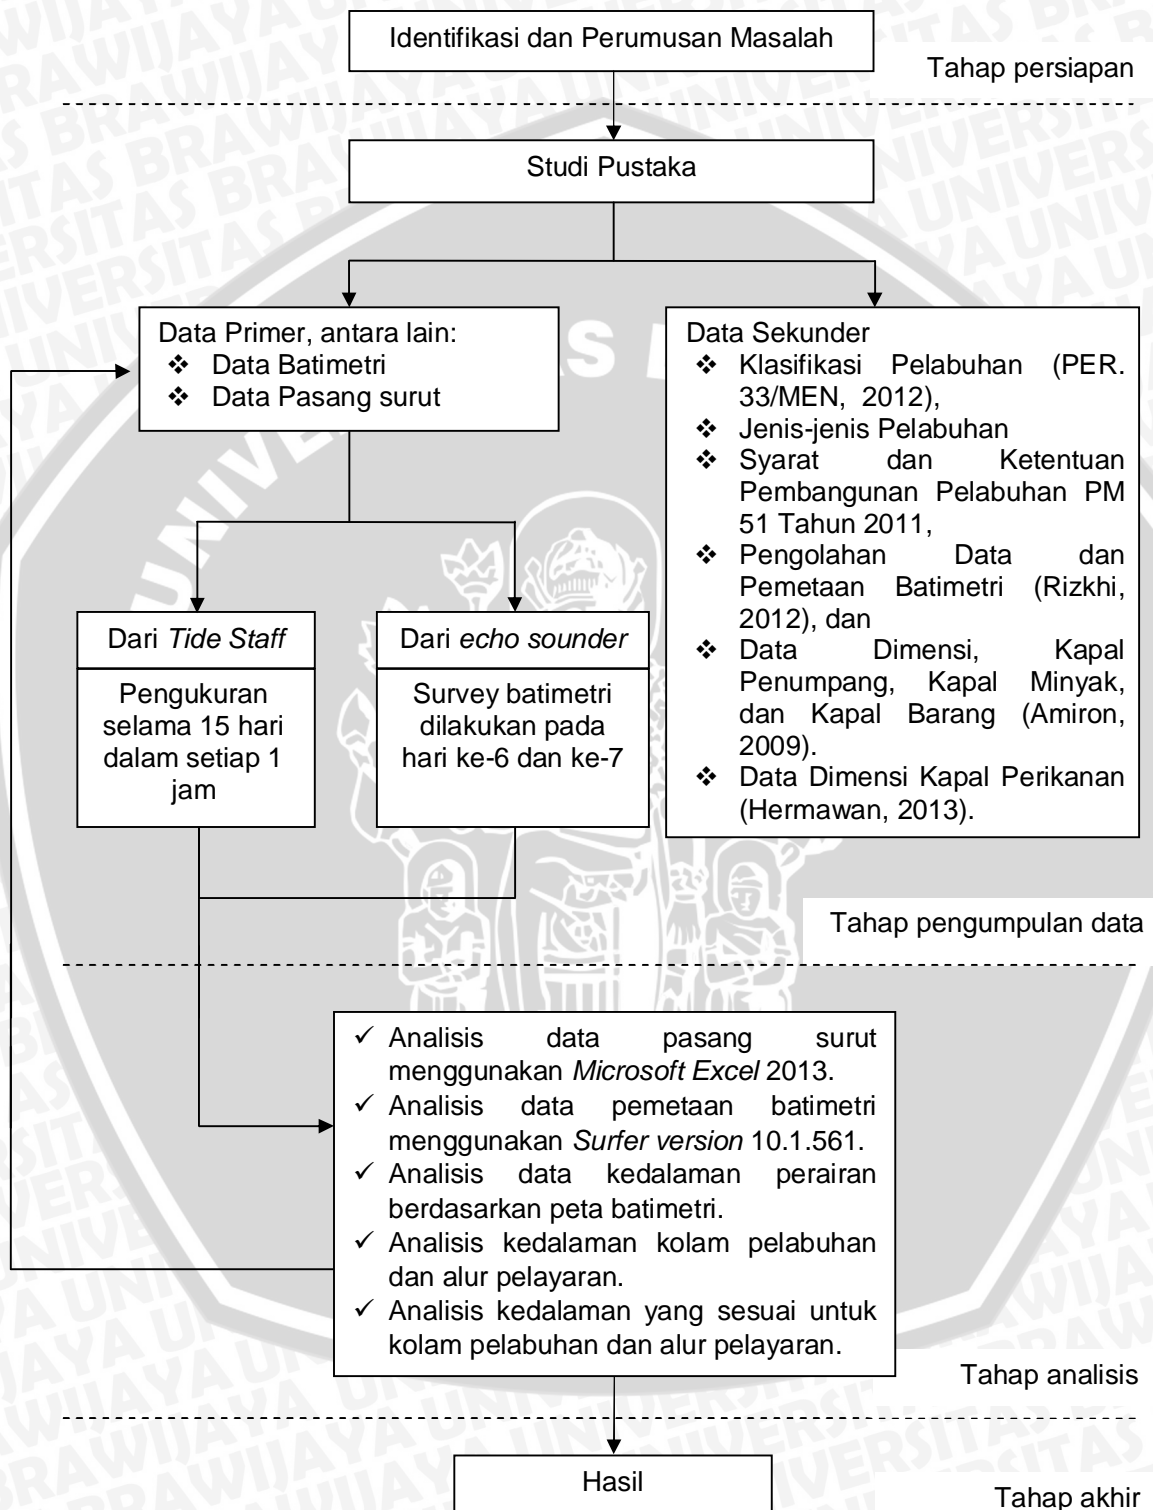 Identifikasi dan Perumusan Masalah
Tahap persiapan
Studi Pustaka
Data Primer, antara lain:
❖ Data Batimetri
❖ Data Pasang surut
Data Sekunder
❖ Klasifikasi Pelabuhan (PER.
33/MEN, 2012),
❖ Jenis-jenis Pelabuhan
❖ Syarat dan Ketentuan
Pembangunan Pelabuhan PM
51 Tahun 2011,
❖ Pengolahan Data dan
Pemetaan Batimetri (Rizkhi,
2012), dan
❖ Data Dimensi, Kapal
Penumpang, Kapal Minyak,
dan Kapal Barang (Amiron,
2009).
❖ Data Dimensi Kapal Perikanan
(Hermawan, 2013).
Dari Tide Staff
Pengukuran
selama 15 hari
dalam setiap 1
jam
Dari echo sounder
Survey batimetri
dilakukan pada
hari ke-6 dan ke-7
Tahap pengumpulan data
✓ Analisis data pasang surut
menggunakan Microsoft Excel 2013.
✓ Analisis data pemetaan batimetri
menggunakan Surfer version 10.1.561.
✓ Analisis data kedalaman perairan
berdasarkan peta batimetri.
✓ Analisis kedalaman kolam pelabuhan
dan alur pelayaran.
✓ Analisis kedalaman yang sesuai untuk
kolam pelabuhan dan alur pelayaran.
Tahap analisis
Hasil
Tahap akhir